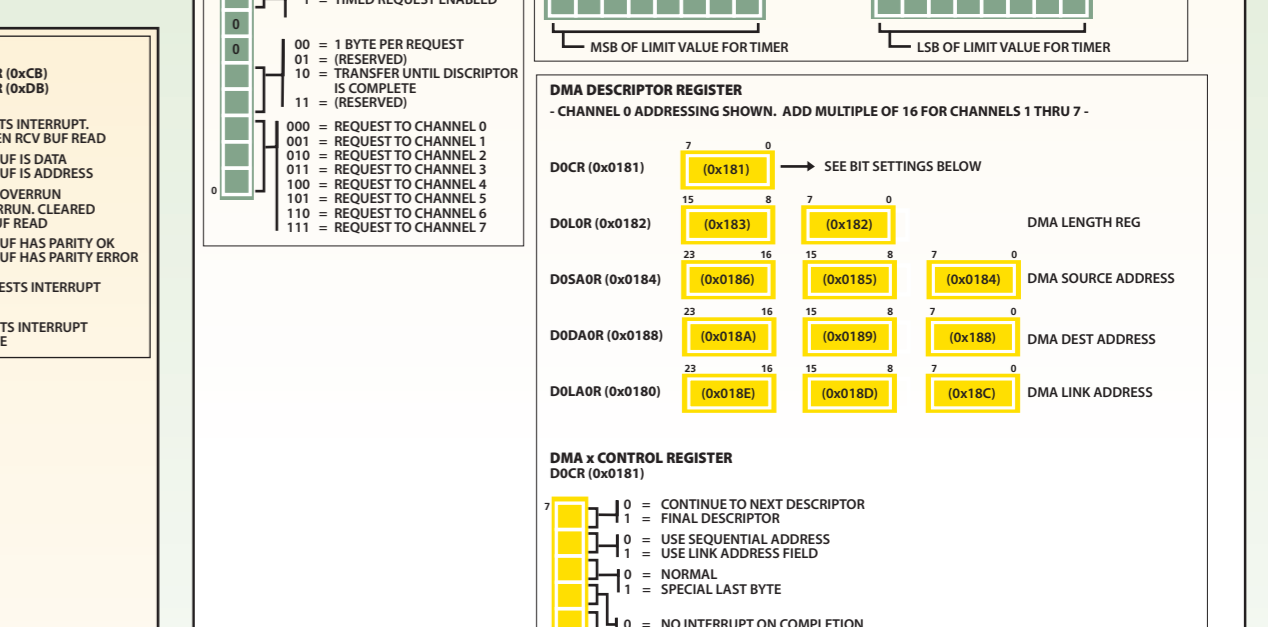 R (0xCB)
R (0xDB)
TS INTERRUPT.
EN RCV BUF READ
UF IS DATA
UF IS ADDRESS
OVERRUN
RRUN. CLEARED
UF READ
UF HAS PARITY OK
UF HAS PARITY ERROR
ESTS INTERRUPT
TS INTERRUPT
E
1 = TIMED REQUEST ENABLED
0
0
00 = 1 BYTE PER REQUEST
01 = (RESERVED)
10 = TRANSFER UNTIL DISCRIPTOR
IS COMPLETE
11 = (RESERVED)
000 = REQUEST TO CHANNEL 0
001 = REQUEST TO CHANNEL 1
010 = REQUEST TO CHANNEL 2
011 = REQUEST TO CHANNEL 3
100 = REQUEST TO CHANNEL 4
101 = REQUEST TO CHANNEL 5
110 = REQUEST TO CHANNEL 6
111 = REQUEST TO CHANNEL 7
0
MSB OF LIMIT VALUE FOR TIMER
LSB OF LIMIT VALUE FOR TIMER
DMA DESCRIPTOR REGISTER
- CHANNEL 0 ADDRESSING SHOWN. ADD MULTIPLE OF 16 FOR CHANNELS 1 THRU 7 -
7 0
D0CR (0x0181) (0x181) SEE BIT SETTINGS BELOW
15 8 7 0
D0L0R (0x0182) (0x183) (0x182) DMA LENGTH REG
23 16 15 8 7 0
D0SA0R (0x0184) (0x0186) (0x0185) (0x0184) DMA SOURCE ADDRESS
23 16 15 8 7 0
D0DA0R (0x0188) (0x018A) (0x0189) (0x188) DMA DEST ADDRESS
23 16 15 8 7 0
D0LA0R (0x0180) (0x018E) (0x018D) (0x18C) DMA LINK ADDRESS
DMA x CONTROL REGISTER
D0CR (0x0181)
7
0 = CONTINUE TO NEXT DESCRIPTOR
1 = FINAL DESCRIPTOR
0 = USE SEQUENTIAL ADDRESS
1 = USE LINK ADDRESS FIELD
0 = NORMAL
1 = SPECIAL LAST BYTE
0 = NO INTERRUPT ON COMPLETION